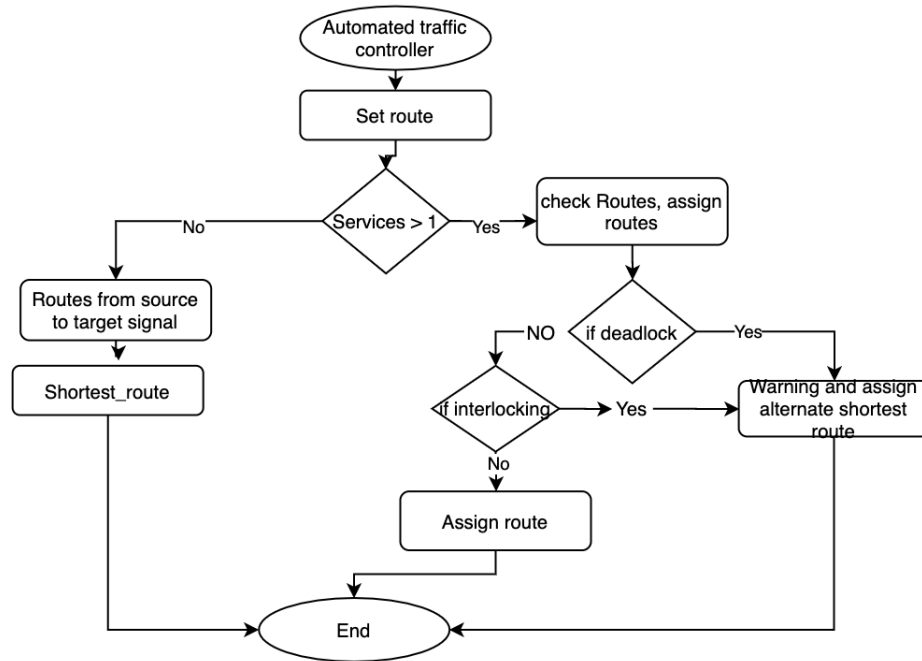 Automated traffic
controller
Set route
Services > 1
No
Yes
check Routes, assign
routes
Routes from source
to target signal
if deadlock
NO
Yes
Shortest_route
if interlocking
Yes
Warning and assign
alternate shortest
route
No
Assign route
End